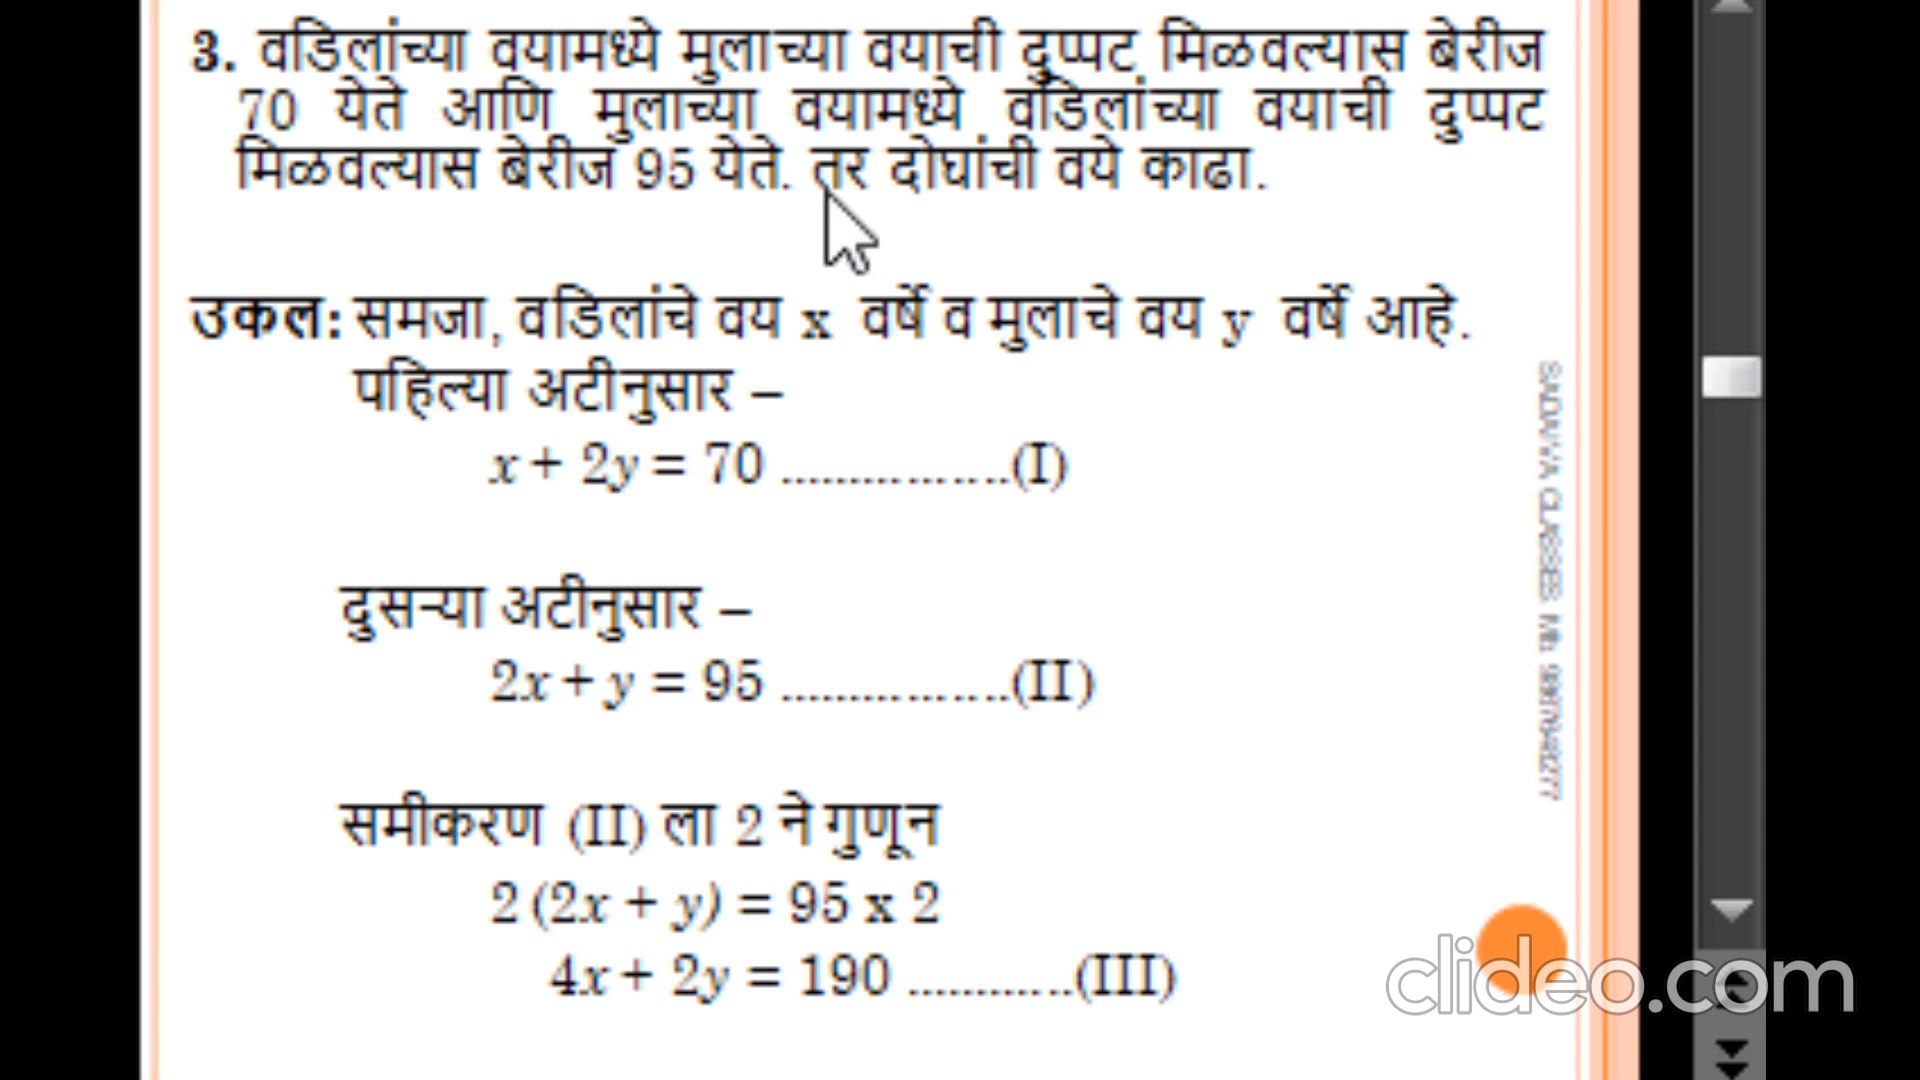 3. वडिलांच्या वयामध्ये मुलाच्या वयाची दुप्पट मिळवल्यास बेरीज
70 येते आणि मुलाच्या वयामध्ये वडिलांच्या वयाची दुप्पट
मिळवल्यास बेरीज 95 येते. तर दोघांची वये काढा.
उकल: समजा, वडिलांचे वय x वर्षे व मुलाचे वय y वर्षे आहे.
पहिल्या अटीनुसार –
x + 2y = 70 ................(I)
दुसऱ्या अटीनुसार –
2x + y = 95 ................(II)
समीकरण (II) ला 2 ने गुणून
2 (2x + y) = 95 x 2
4x + 2y = 190 ............(III)
CLASSES
clideo.com